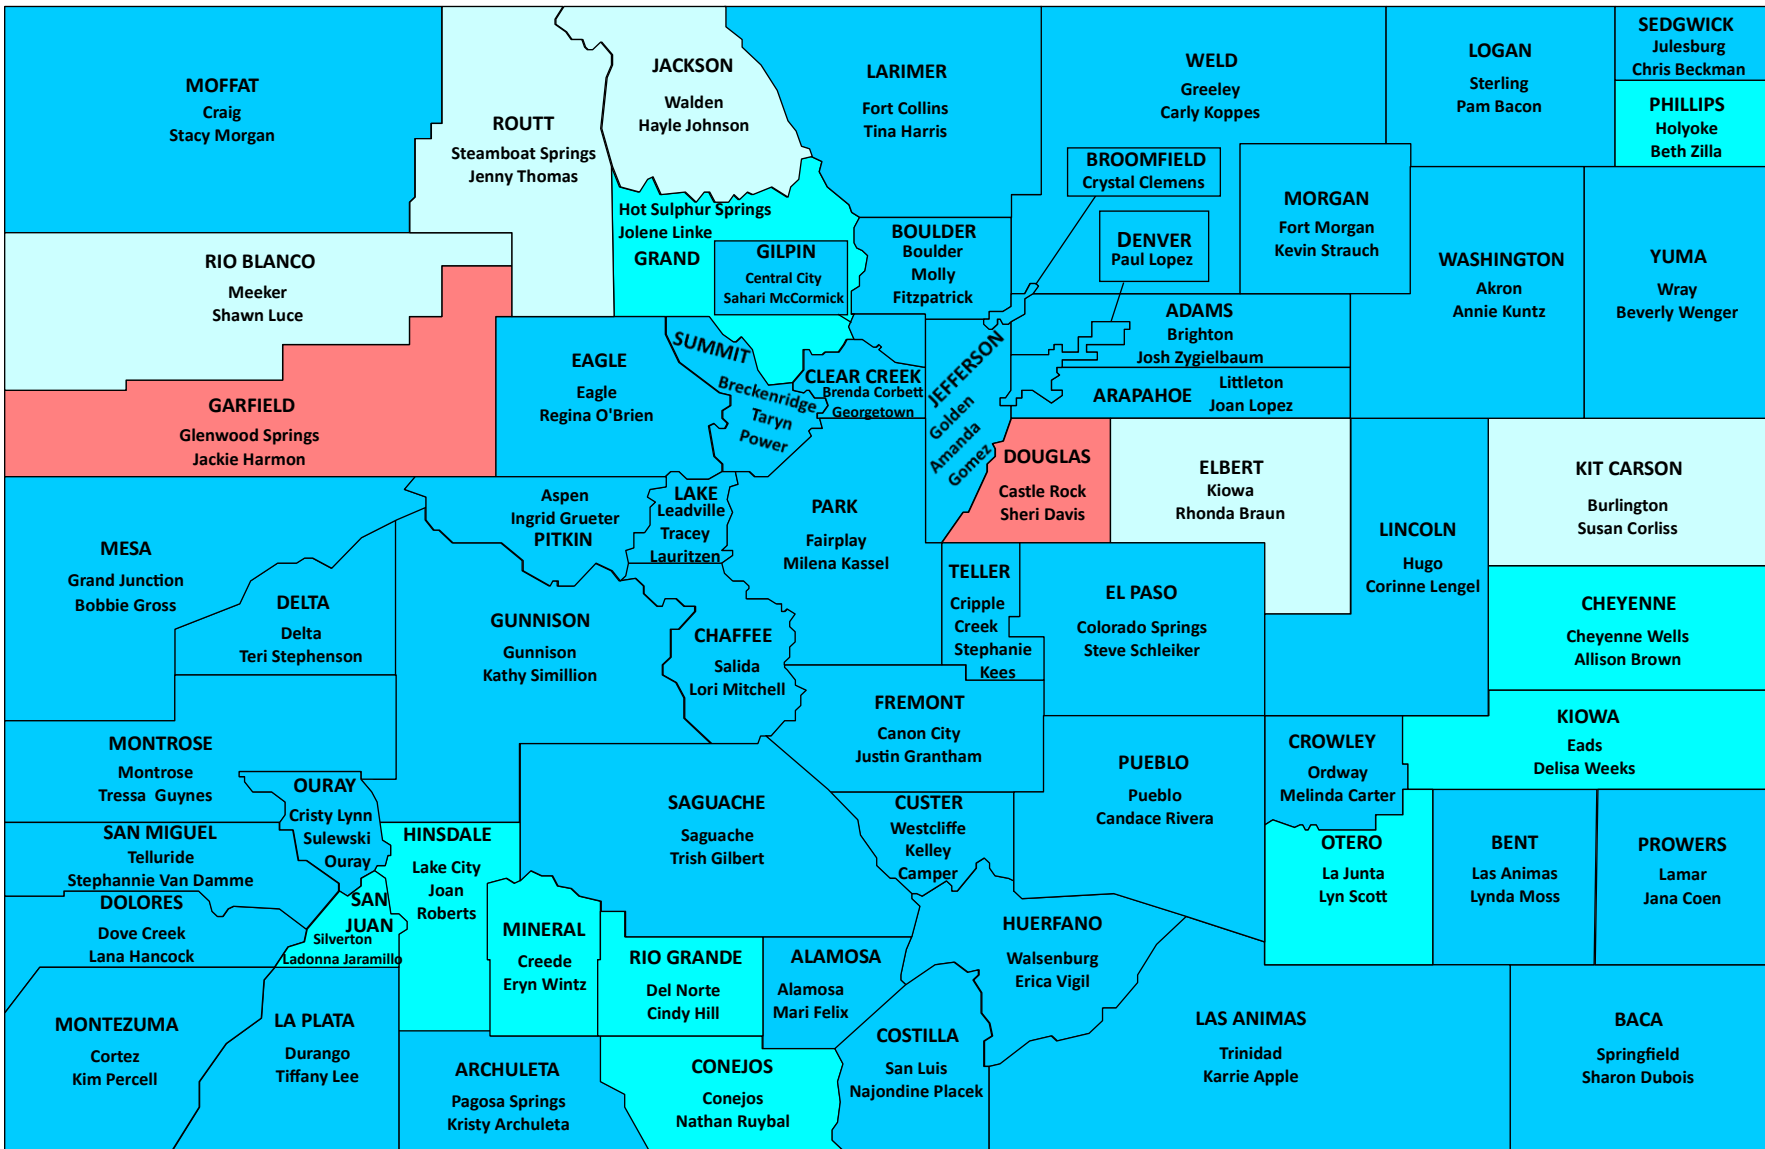 MOFFAT
Craig
Stacy Morgan
ROUTT
Steamboat Springs
Jenny Thomas
JACKSON
Walden
Hayle Johnson
LARIMER
Fort Collins
Tina Harris
WELD
Greeley
Carly Koppes
LOGAN
Sterling
Pam Bacon
SEDGWICK
Julesburg
Chris Beckman
PHILLIPS
Holyoke
Beth Zilla
RIO BLANCO
Meeker
Shawn Luce
Hot Sulphur Springs
Jolene Linke
GRAND
GILPIN
Central City
Sahari McCormick
BOULDER
Boulder
Molly
Fitzpatrick
BROOMFIELD
Crystal Clemens
DENVER
Paul Lopez
MORGAN
Fort Morgan
Kevin Strauch
WASHINGTON
Akron
Annie Kuntz
YUMA
Wray
Beverly Wenger
GARFIELD
Glenwood Springs
Jackie Harmon
EAGLE
Eagle
Regina O'Brien
SUMMIT
Breckenridge
Taryn
Power
CLEAR CREEK
Brenda Corbett
Georgetown
JEFFERSON
Golden
Amanda
Gomez
ADAMS
Brighton
Josh Zygielbaum
ARAPAHOE
Littleton
Joan Lopez
DOUGLAS
Castle Rock
Sheri Davis
ELBERT
Kiowa
Rhonda Braun
LINCOLN
Hugo
Corinne Lengel
KIT CARSON
Burlington
Susan Corliss
MESA
Grand Junction
Bobbie Gross
DELTA
Delta
Teri Stephenson
Aspen
Ingrid Grueter
PITKIN
LAKE
Leadville
Tracey
Lauritzen
PARK
Fairplay
Milena Kassel
TELLER
Cripple
Creek
Stephanie
Kees
EL PASO
Colorado Springs
Steve Schleiker
CHEYENNE
Cheyenne Wells
Allison Brown
GUNNISON
Gunnison
Kathy Simillion
CHAFFEE
Salida
Lori Mitchell
FREMONT
Canon City
Justin Grantham
KIOWA
Eads
Delisa Weeks
MONTROSE
Montrose
Tressa Guynes
OURAY
Cristy Lynn
Sulewski
Ouray
SAGUACHE
Saguache
Trish Gilbert
CUSTER
Westcliffe
Kelley
Camper
PUEBLO
Pueblo
Candace Rivera
CROWLEY
Ordway
Melinda Carter
OTERO
La Junta
Lyn Scott
BENT
Las Animas
Lynda Moss
PROWERS
Lamar
Jana Coen
SAN MIGUEL
Telluride
Stephannie Van Damme
HINSDALE
Lake City
Joan
Roberts
DOLORES
Dove Creek
Lana Hancock
SAN
JUAN
Silverton
Ladonna Jaramillo
MINERAL
Creede
Eryn Wintz
RIO GRANDE
Del Norte
Cindy Hill
ALAMOSA
Alamosa
Mari Felix
HUERFANO
Walsenburg
Erica Vigil
MONTEZUMA
Cortez
Kim Percell
LA PLATA
Durango
Tiffany Lee
ARCHULETA
Pagosa Springs
Kristy Archuleta
CONEJOS
Conejos
Nathan Ruybal
COSTILLA
San Luis
Najondine Placek
LAS ANIMAS
Trinidad
Karrie Apple
BACA
Springfield
Sharon Dubois